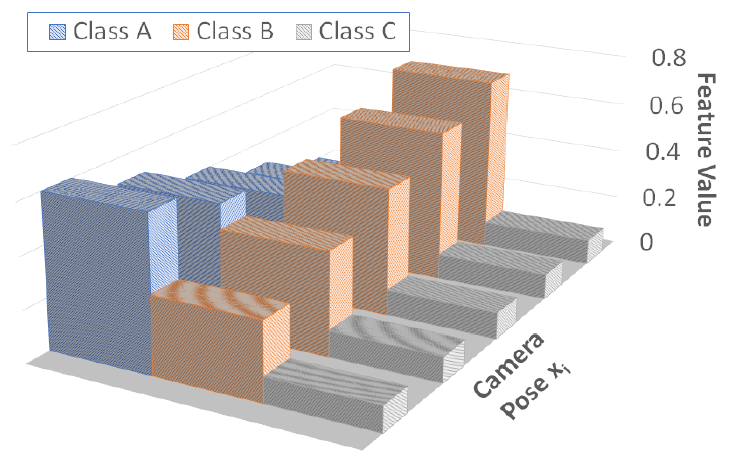 Class A Class B Class C
0.8
0.6
0.4
0.2
0
Feature Value
Camera
Pose xi